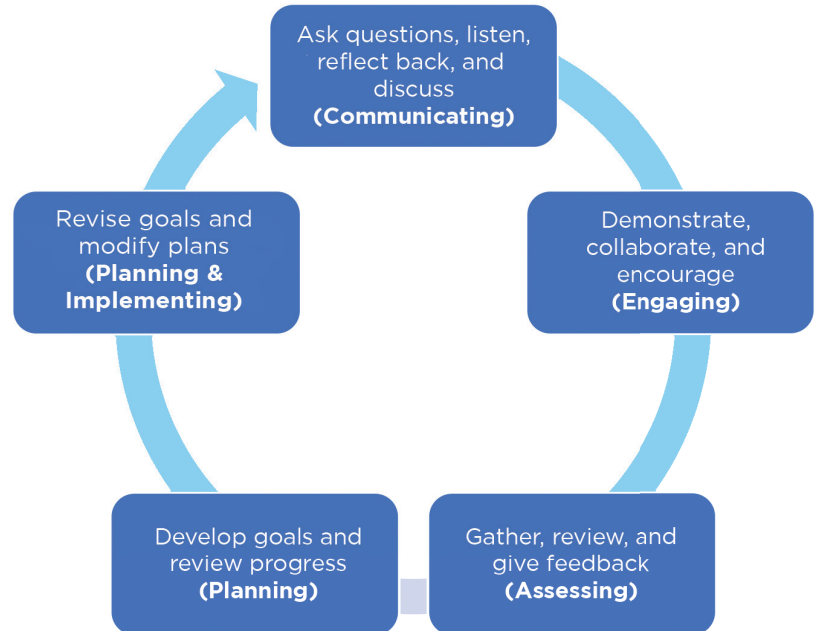 Ask questions, listen,
reflect back, and
discuss
(Communicating)
Demonstrate,
collaborate, and
encourage
(Engaging)
Gather, review, and
give feedback
(Assessing)
Develop goals and
review progress
(Planning)
Revise goals and
modify plans
(Planning &
Implementing)